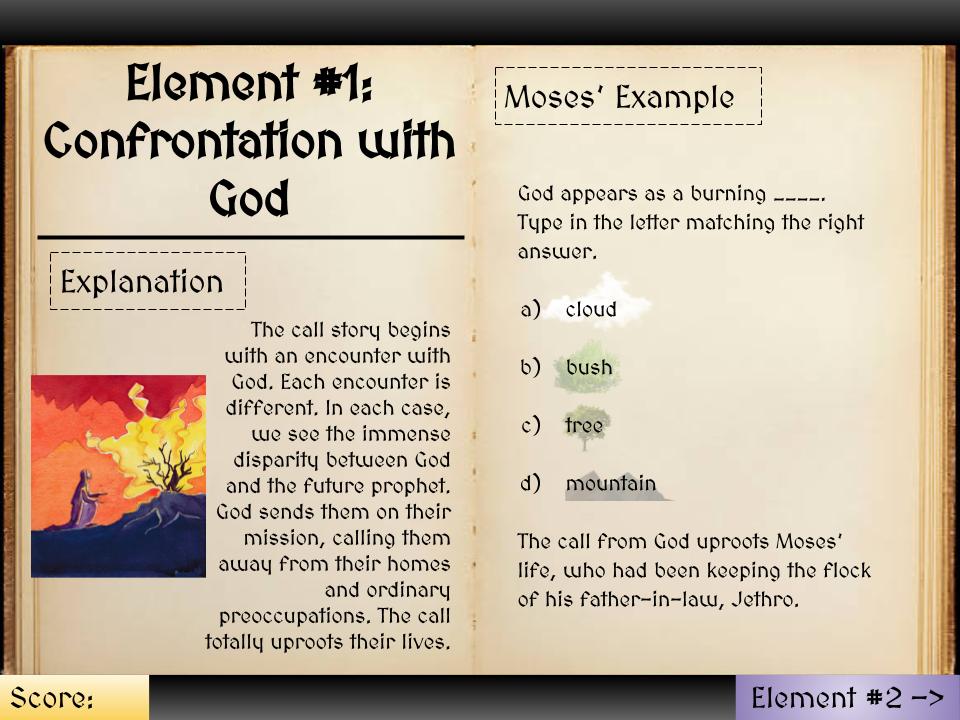 Element #1:
Confrontation with
God
Explanation
The call story begins
with an encounter with
God. Each encounter is
different. In each case,
we see the immense
disparity between God
and the future prophet.
God sends them on their
mission, calling them
away from their homes
and ordinary
preoccupations. The call
totally uproots their lives.
Moses' Example
God appears as a burning ____.
Type in the letter matching the right
answer.
a) cloud
b) bush
c) tree
d) mountain
The call from God uproots Moses'
life, who had been keeping the flock
of his father-in-law, Jethro.
Score:
Element #2 ->